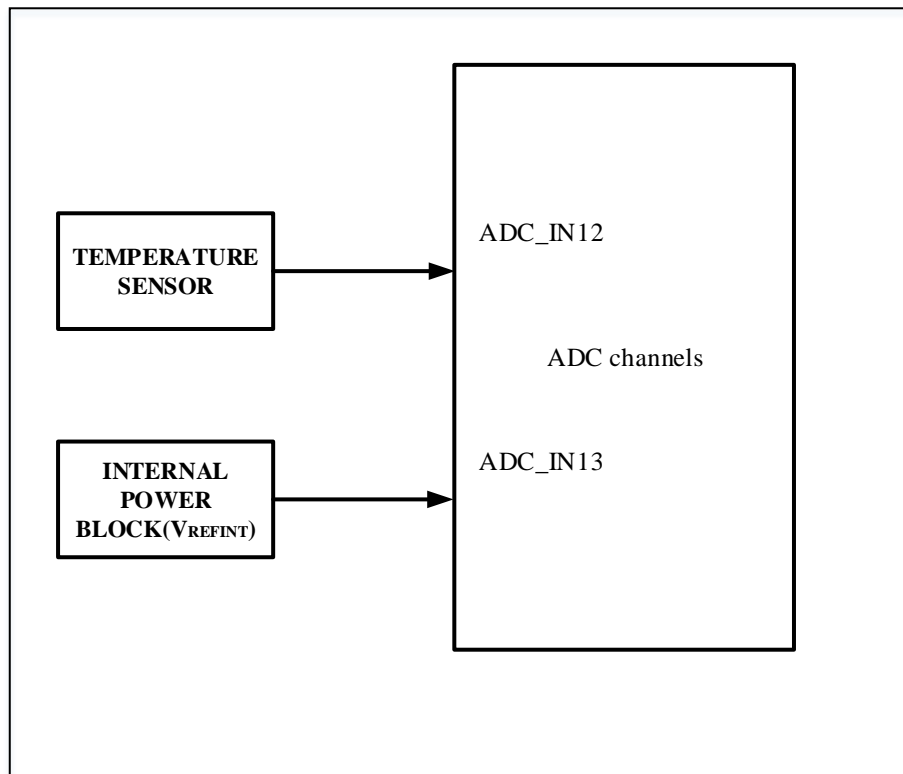 ADC_IN12
TEMPERATURE
SENSOR
ADC channels
ADC_IN13
INTERNAL
POWER
BLOCK(VREFINT)